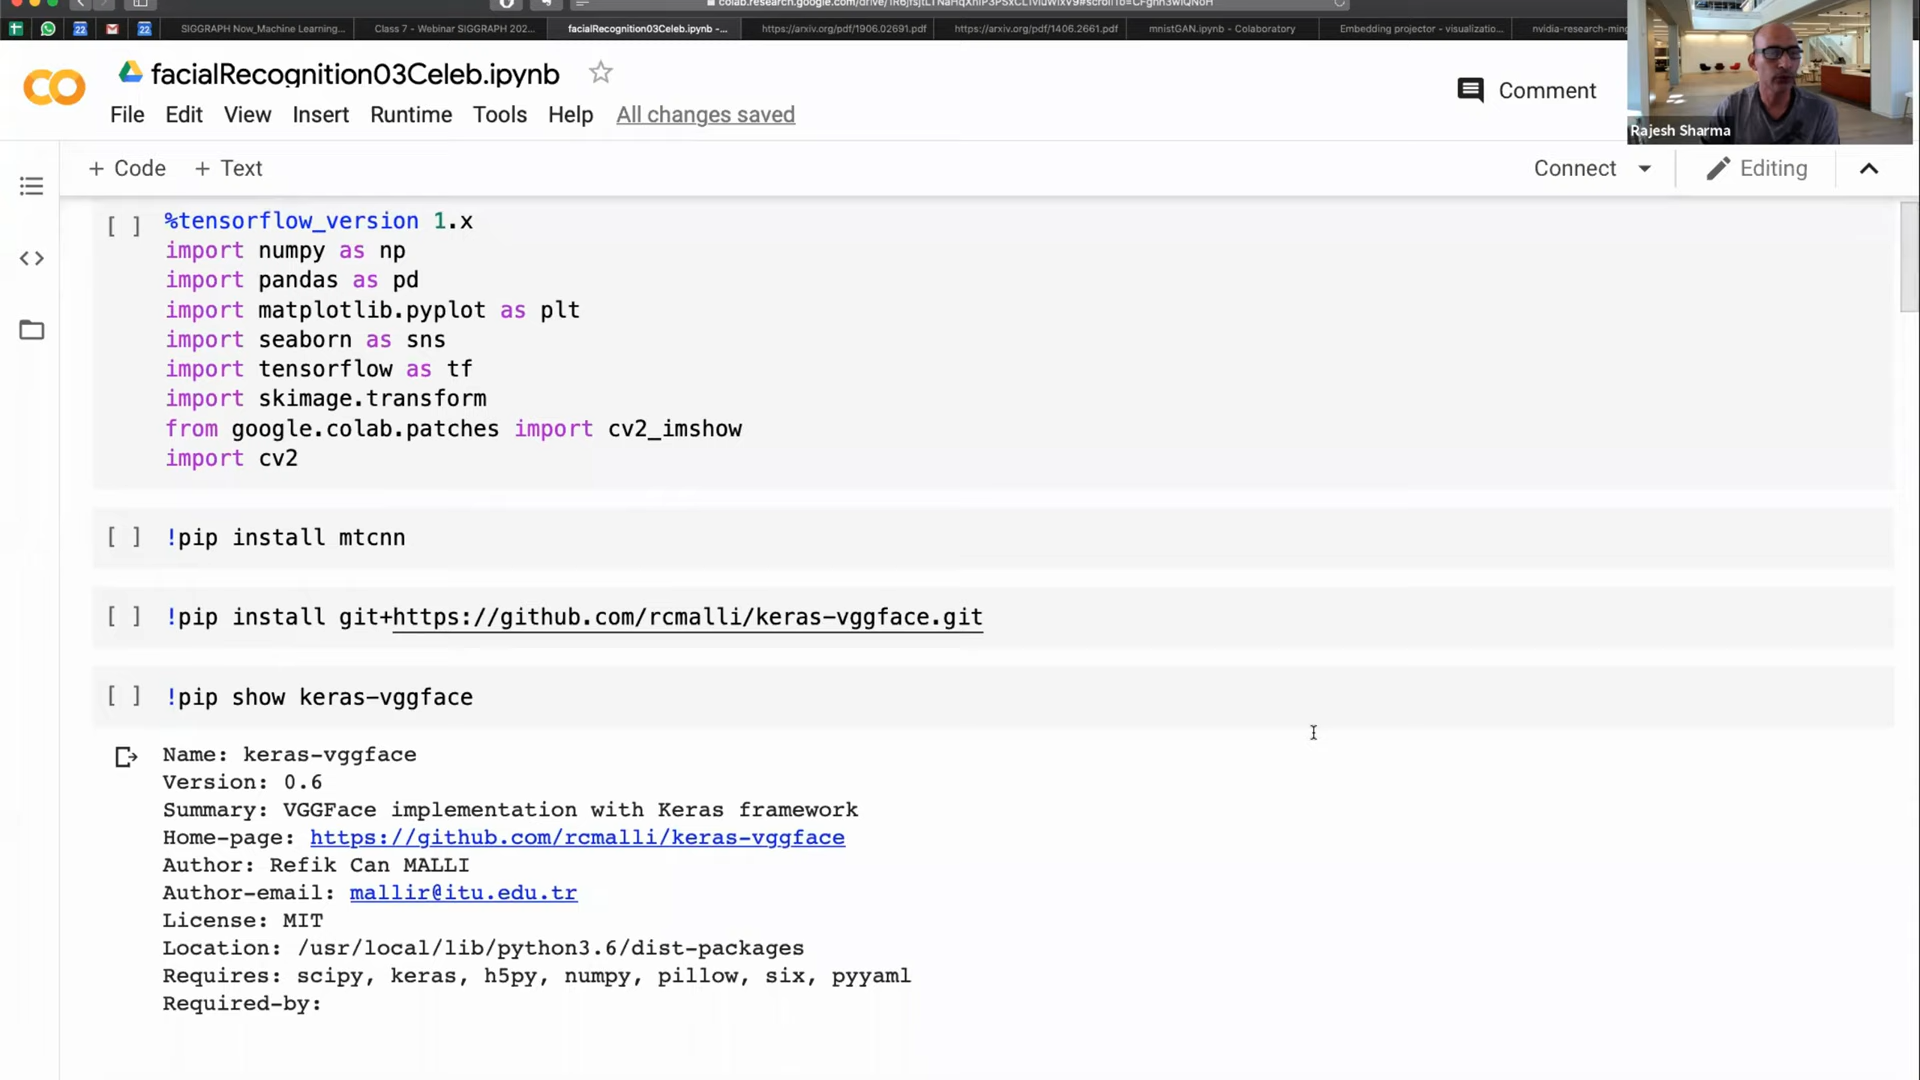 SIGGRAPH Now_Machine Learning...
Class 7 - Webinar SIGGRAPH 202...
facialRecognition03Celeb.ipynb -...
https://arxiv.org/pdf/1906.02691.pdf
https://arxiv.org/pdf/1406.2661.pdf
mnistGAN.ipynb - Colaboratory
Embedding projector - visualizatio...
facialRecognition03Celeb.ipynb
File Edit View Insert Runtime Tools Help All changes saved
Comment
Rajesh Sharma
+ Code + Text
Connect
Editing
[ ] %tensorflow_version 1.x
import numpy as np
import pandas as pd
import matplotlib.pyplot as plt
import seaborn as sns
import tensorflow as tf
import skimage.transform
from google.colab.patches import cv2_imshow
import cv2
[ ] !pip install mtcnn
[ ] !pip install git+https://github.com/rcmalli/keras-vggface.git
[ ] !pip show keras-vggface
Name: keras-vggface
Version: 0.6
Summary: VGGFace implementation with Keras framework
Home-page: https://github.com/rcmalli/keras-vggface
Author: Refik Can MALLI
Author-email: mallir@itu.edu.tr
License: MIT
Location: /usr/local/lib/python3.6/dist-packages
Requires: scipy, keras, h5py, numpy, pillow, six, pyyaml
Required-by: